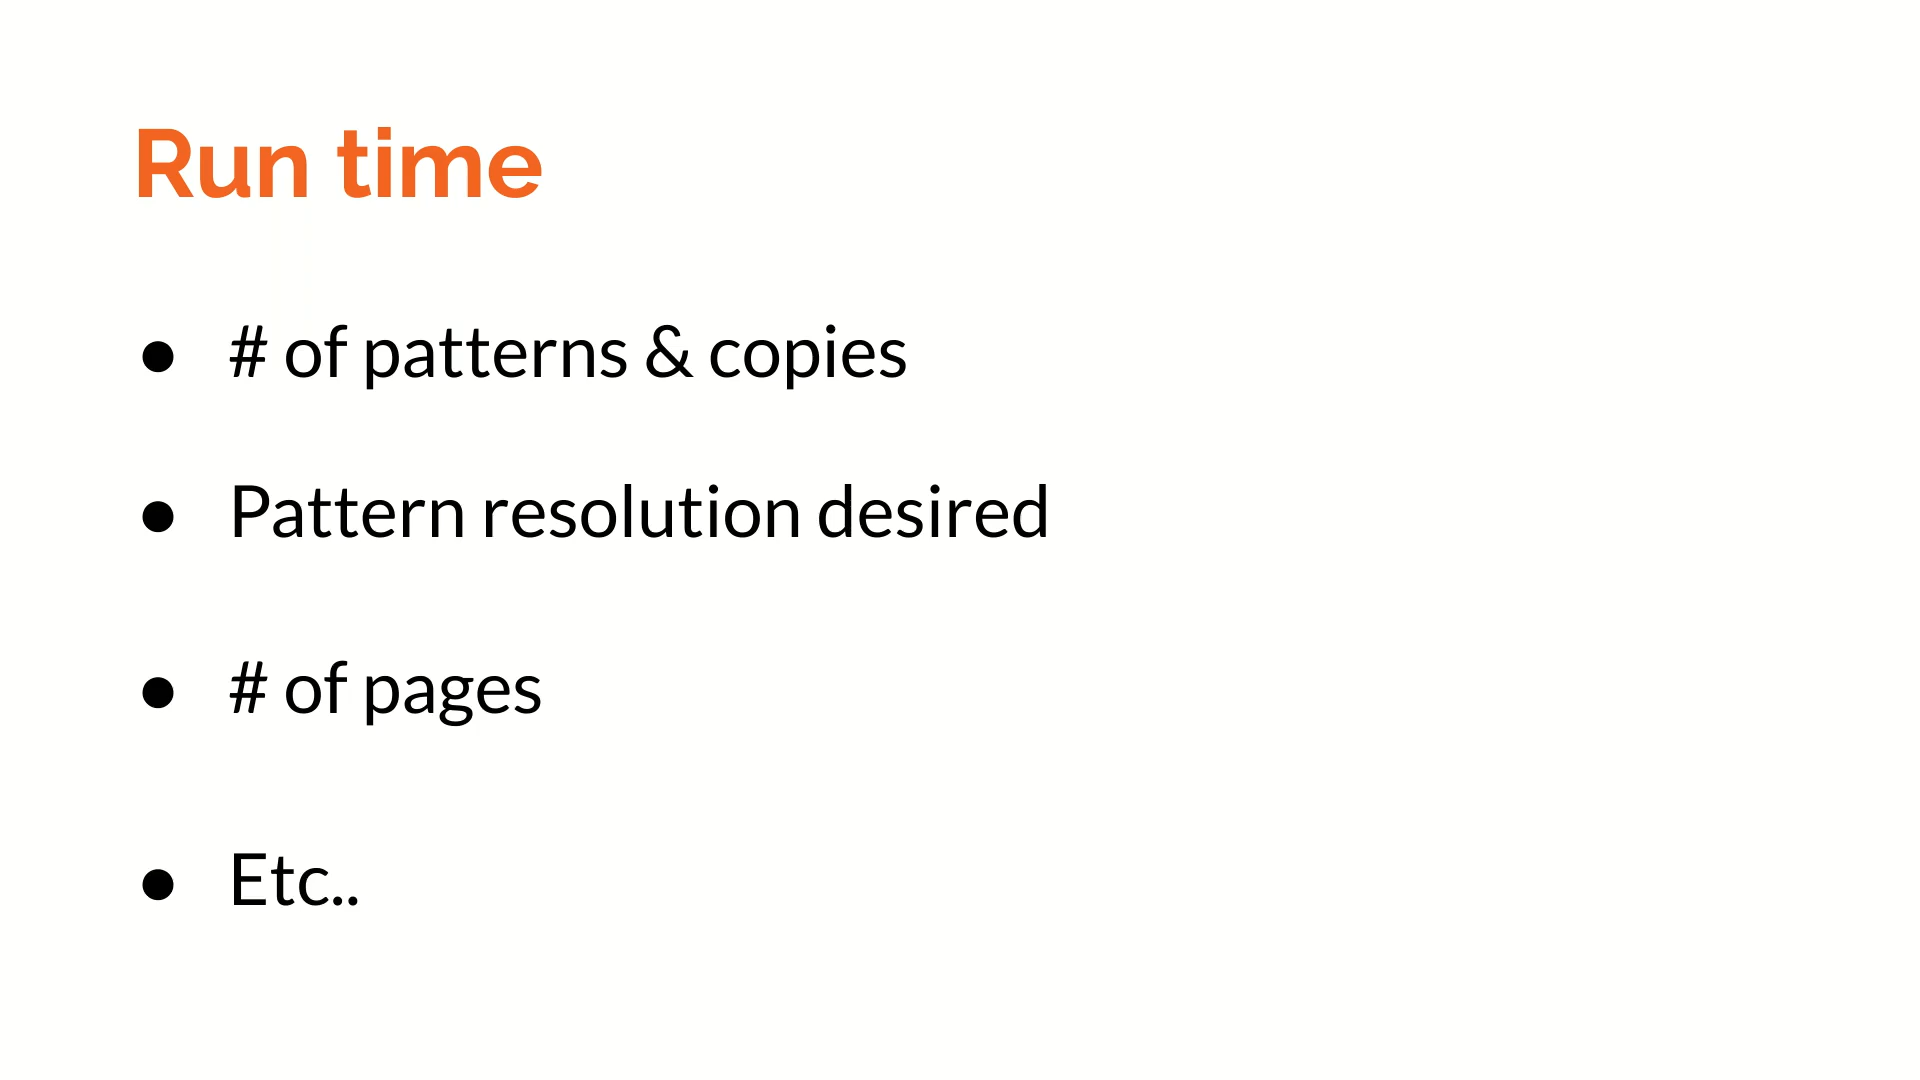 Run time
● # of patterns & copies
● Pattern resolution desired
● # of pages
● Etc..